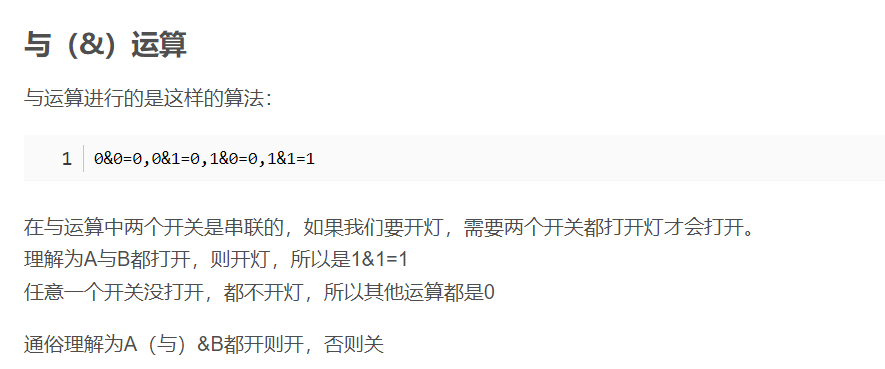 与（&）运算
与运算进行的是这样的算法：
1 0&0=0,0&1=0,1&0=0,1&1=1
在与运算中两个开关是串联的，如果我们要开灯，需要两个开关都打开灯才会打开。
理解为A与B都打开，则开灯，所以是1&1=1
任意一个开关没打开，都不开灯，所以其他运算都是0
通俗理解为A（与）&B都开则开，否则关